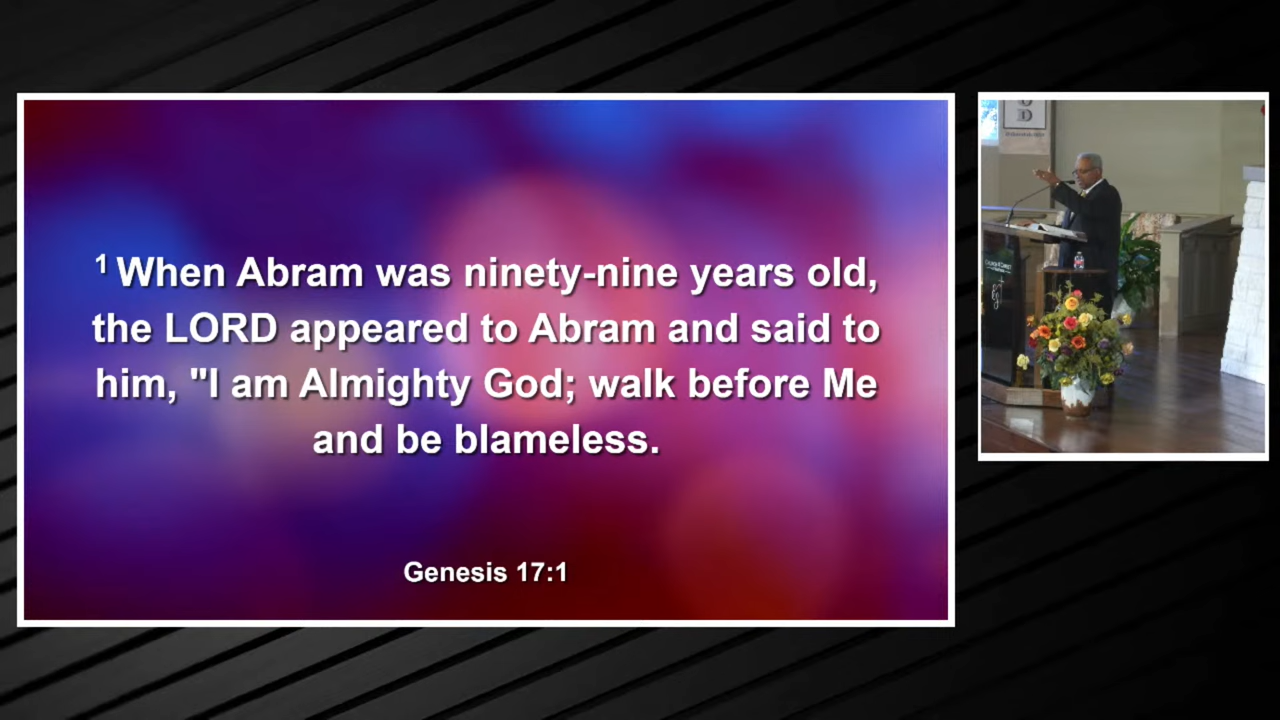 1 When Abram was ninety-nine years old,
the LORD appeared to Abram and said to
him, "I am Almighty God; walk before Me
and be blameless.
Genesis 17:1